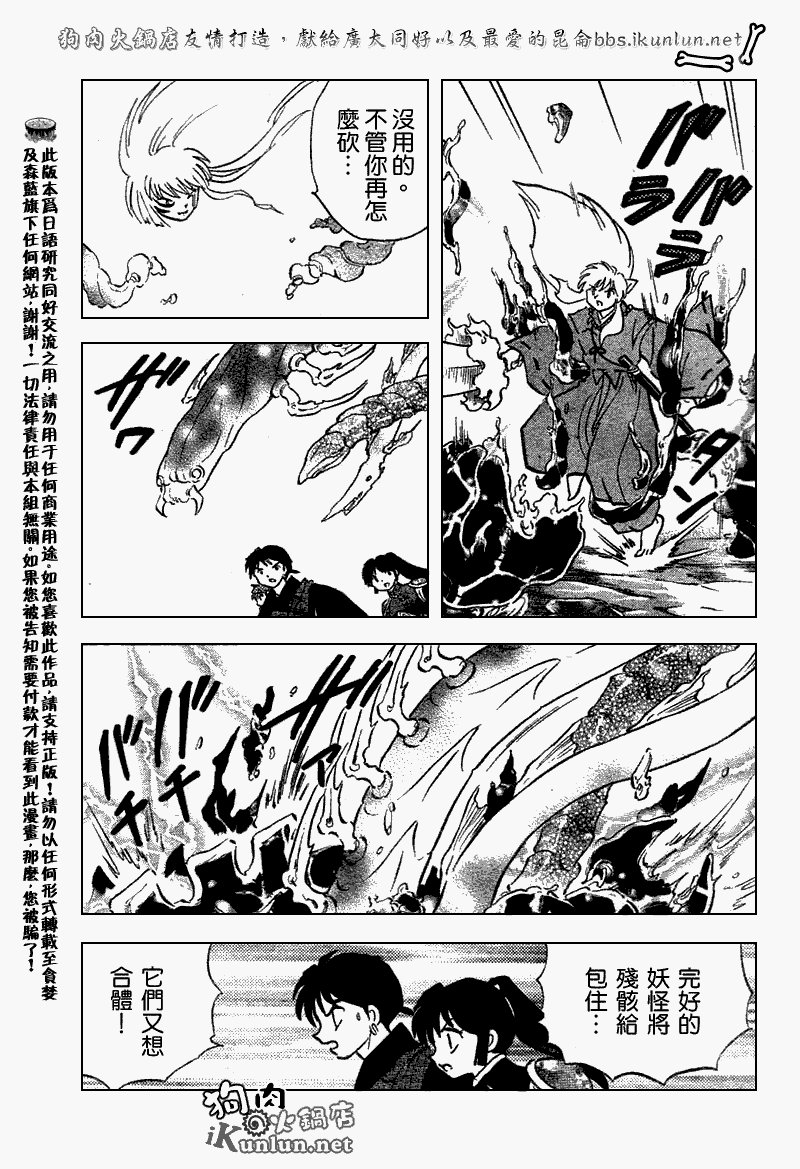 狗肉火鍋店友情打造，獻給廣大同好以及最愛的昆侖bbs.ikunlun.net
バラ
バラ
タン
沒用的。
不管你再怎
麼砍…
ザワ
ザァ
バチ
バチ
完好的
妖怪將
殘骸給
包住…
它們又想
合體！
此版本爲日語研究同好交流之用，請勿用于任何商業用途。如您喜歡此作品，請支持正版！請勿以任何形式轉載至貪婪
及森藍旗下任何網站，謝謝！一切法律責任與本組無關。如果您被告知需要付款才能看到此漫畫，那麼，您被騙了！
狗肉火鍋店
iKunlun.net